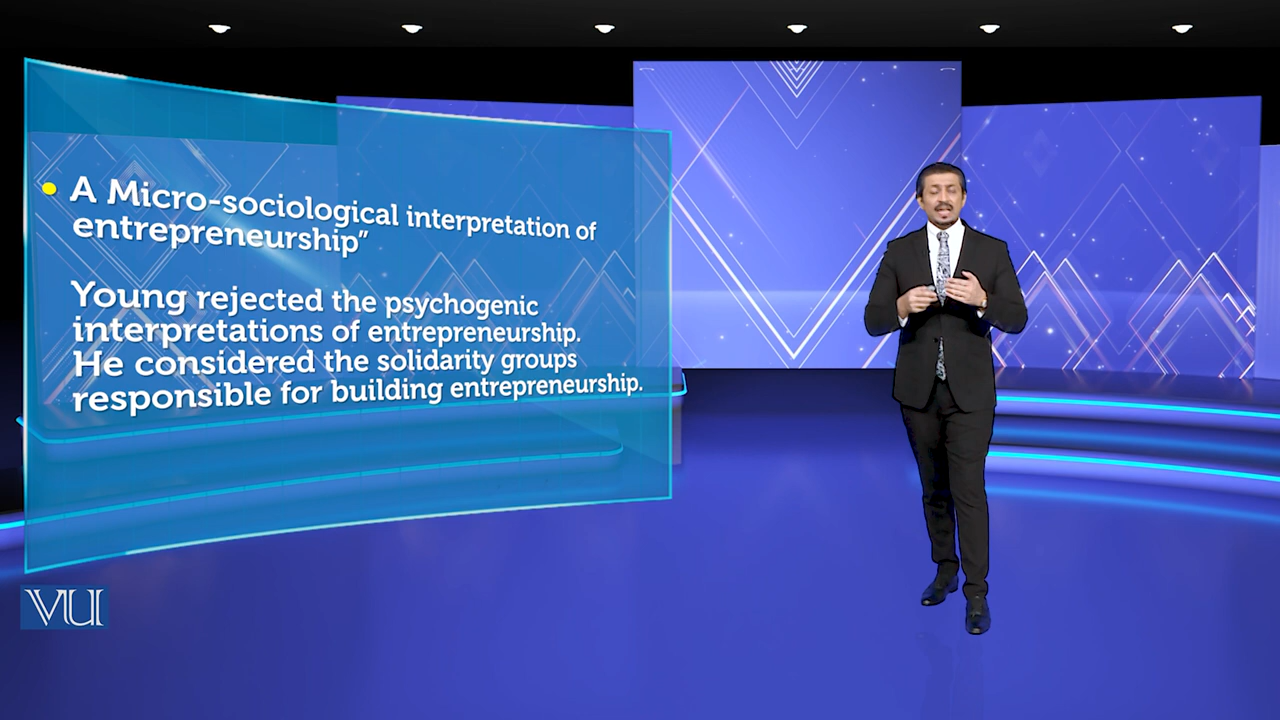 A Micro-sociological interpretation of
entrepreneurship”
Young rejected the psychogenic
interpretations of entrepreneurship.
He considered the solidarity groups
responsible for building entrepreneurship.
VU